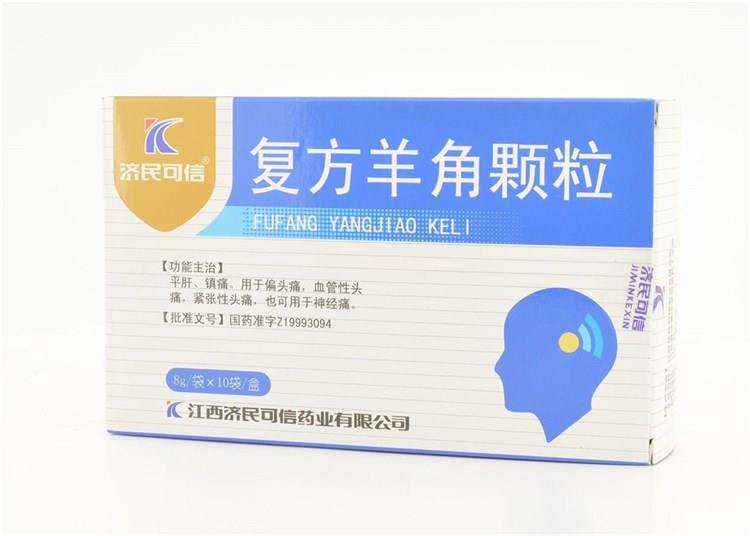 济民可信®
复方羊角颗粒
FUFANG YANGJIAO KELI
【功能主治】
平肝、镇痛。用于偏头痛，血管性头
痛，紧张性头痛，也可用于神经痛。
【批准文号】国药准字Z19993094
8g/袋×10袋/盒
江西济民可信药业有限公司
济民可信
JIMINKEXIN